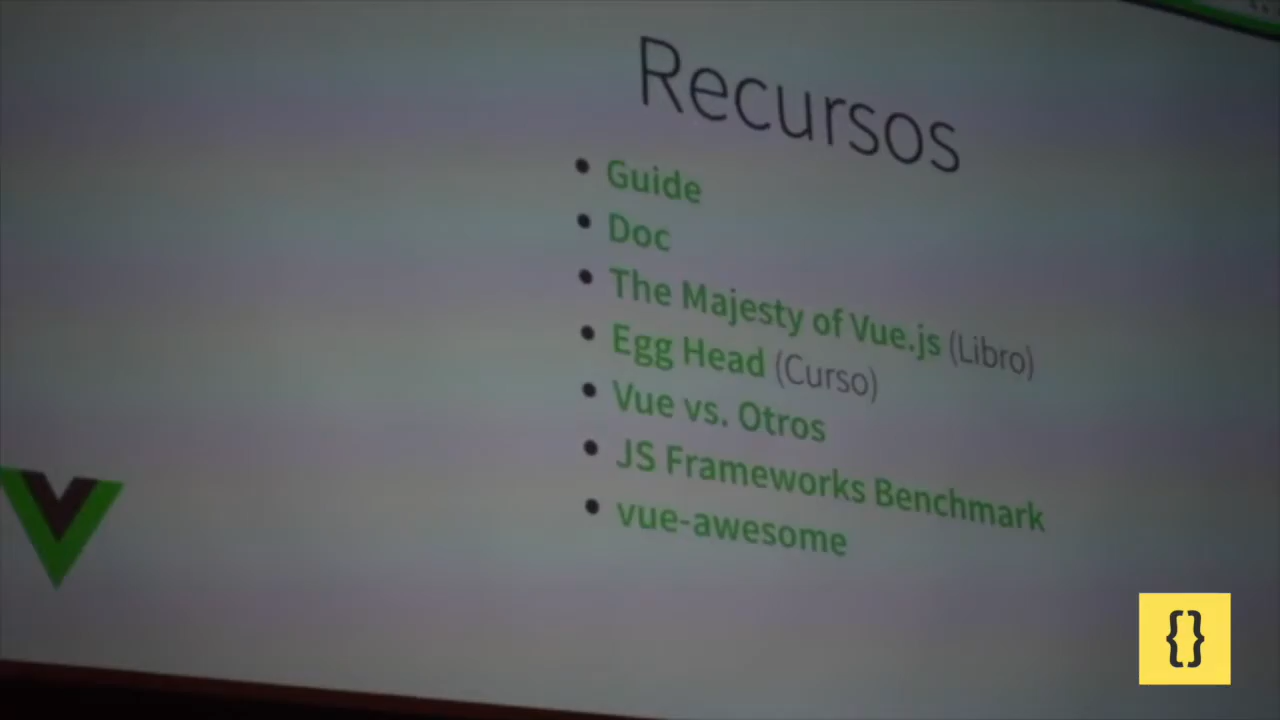 Recursos
Guide
Doc
The Majesty of Vue.js (Libro)
Egg Head (Curso)
Vue vs. Otros
JS Frameworks Benchmark
vue-awesome
{}